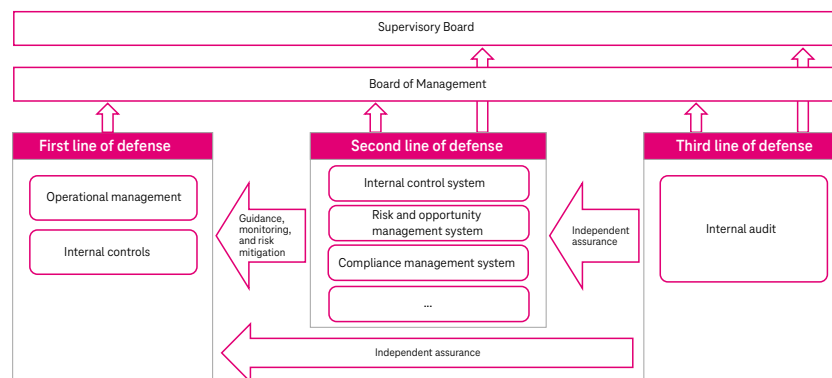 Supervisory Board
Board of Management
First line of defense
Operational management
Internal controls
Guidance,
monitoring,
and risk
mitigation
Second line of defense
Internal control system
Risk and opportunity
management system
Compliance management system
...
Independent
assurance
Third line of defense
Internal audit
Independent assurance